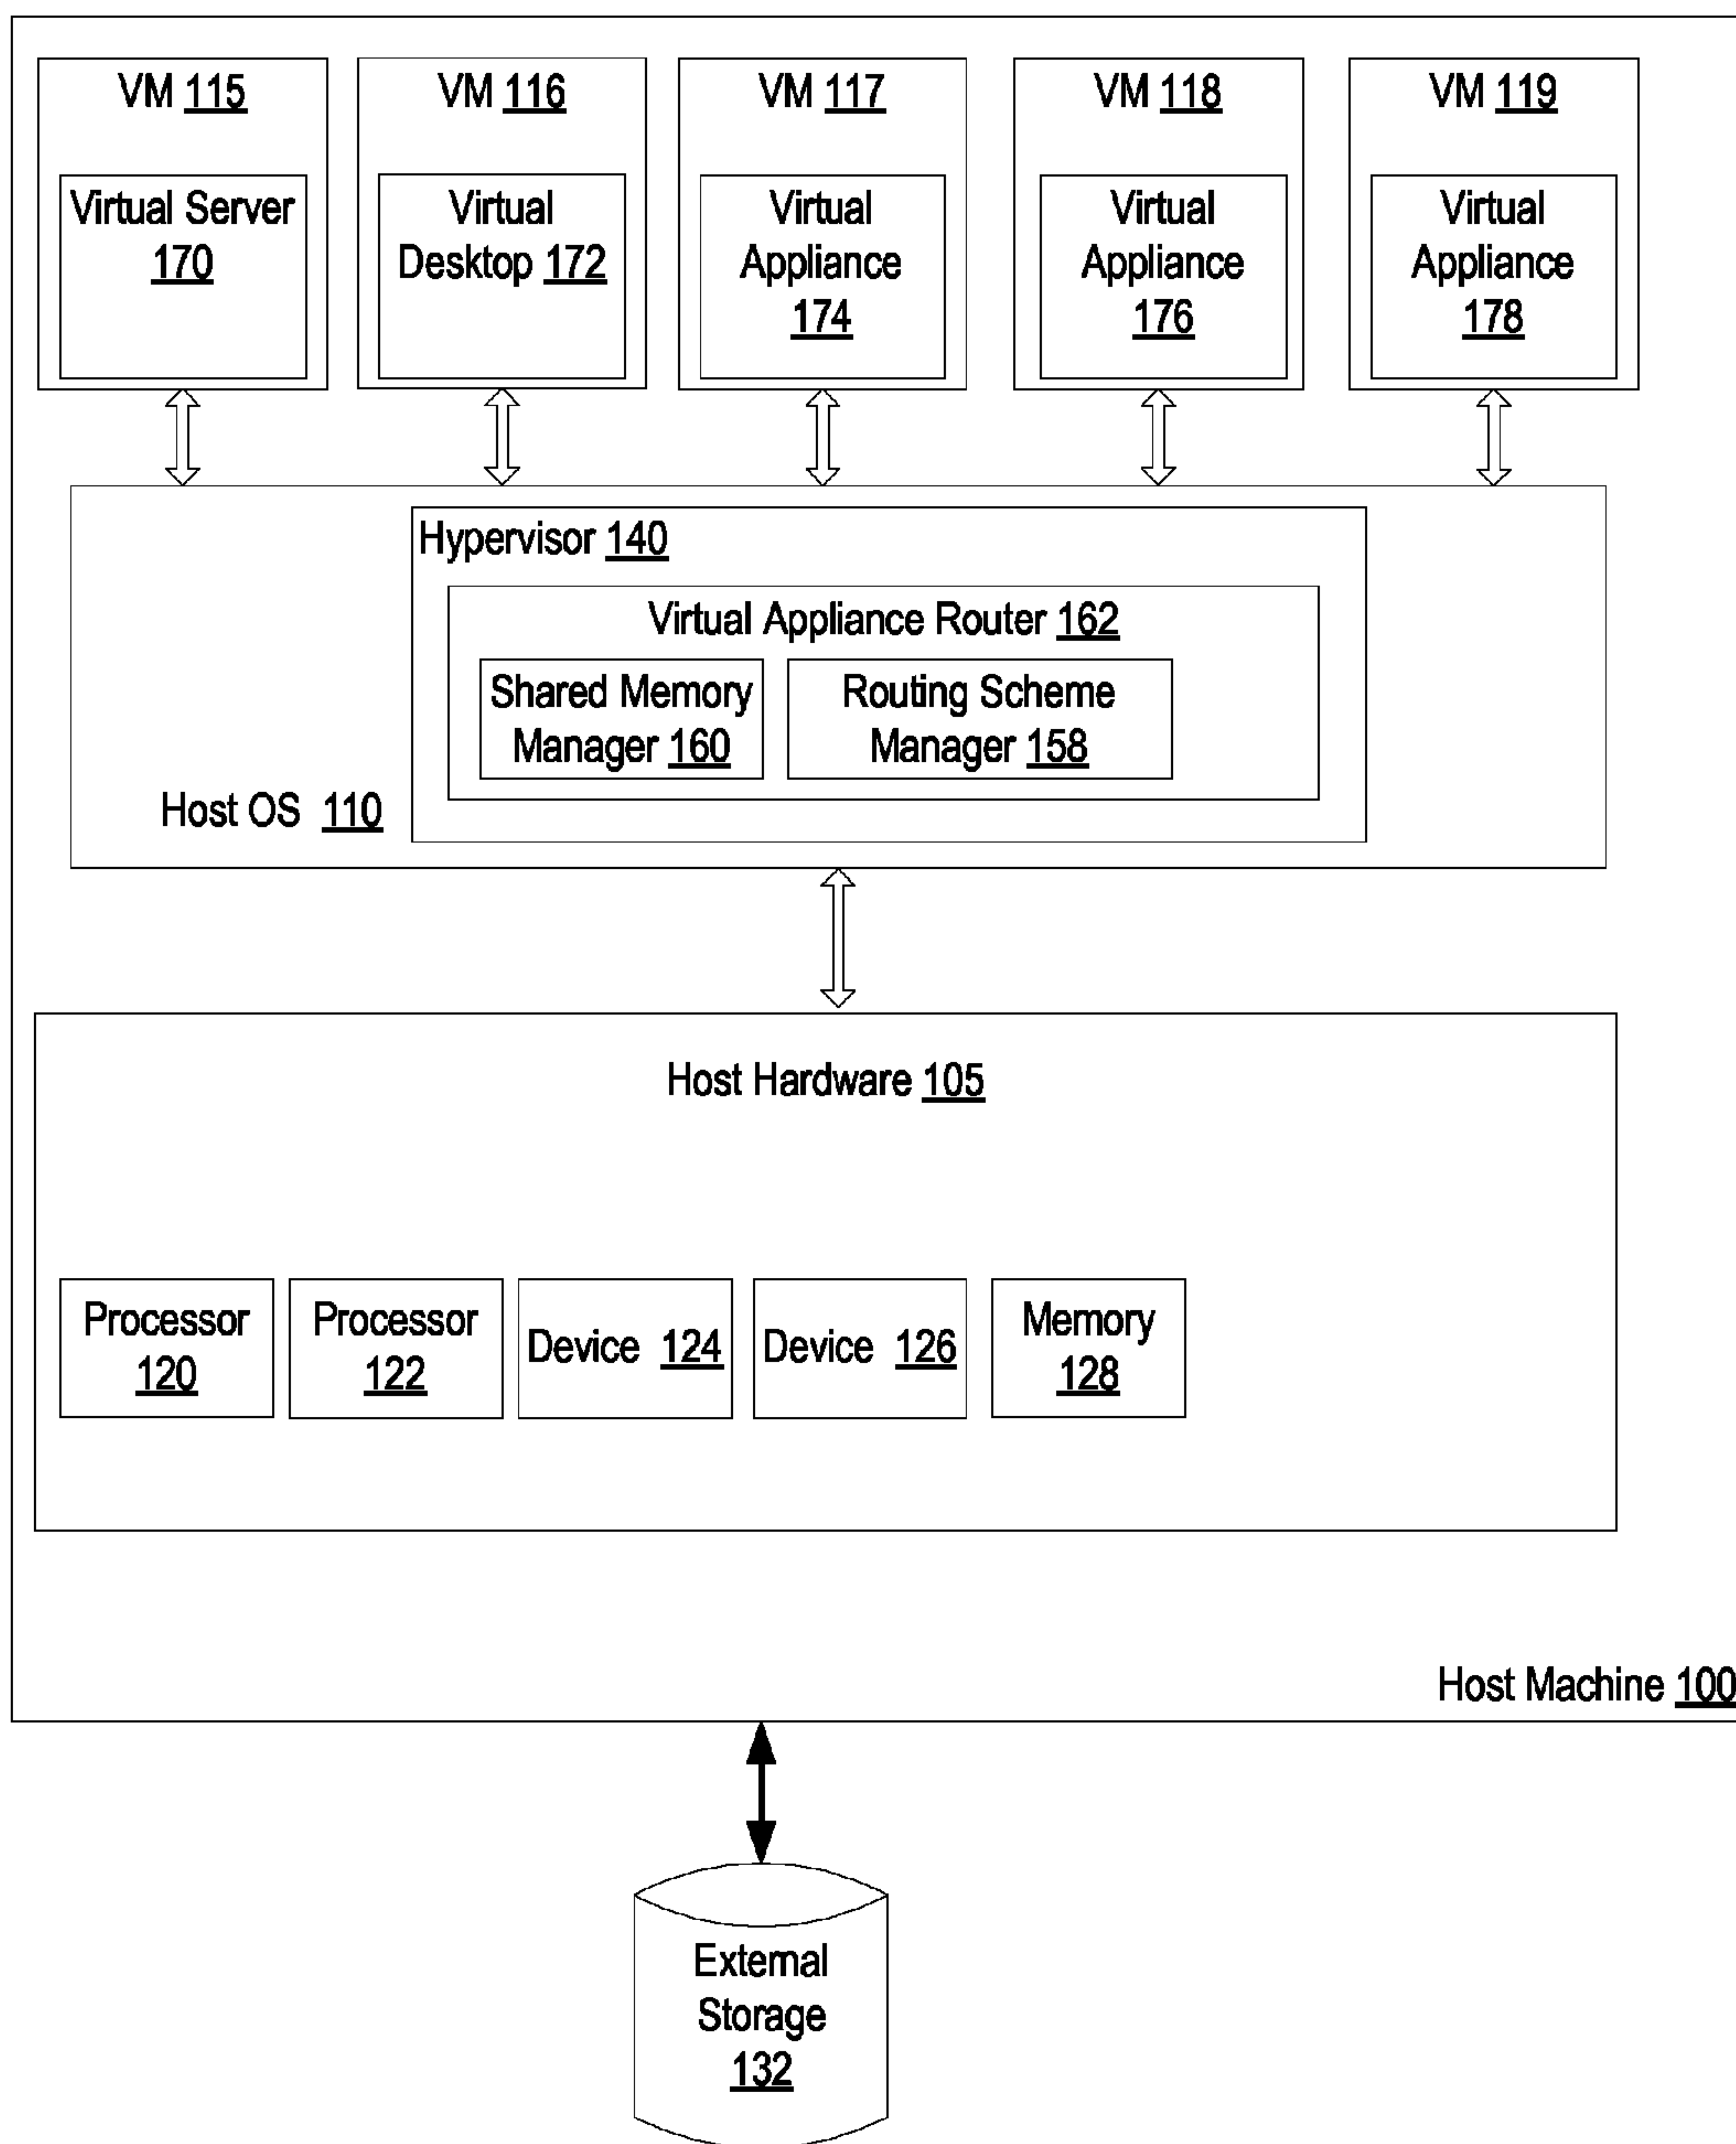 VM 115
VM 116
VM 117
VM 118
VM 119
Virtual Server
170
Virtual
Desktop 172
Virtual
Appliance
174
Virtual
Appliance
176
Virtual
Appliance
178
Hypervisor 140
Virtual Appliance Router 162
Shared Memory
Manager 160
Routing Scheme
Manager 158
Host OS 110
Host Hardware 105
Processor
120
Processor
122
Device 124
Device 126
Memory
128
Host Machine 100
External
Storage
132